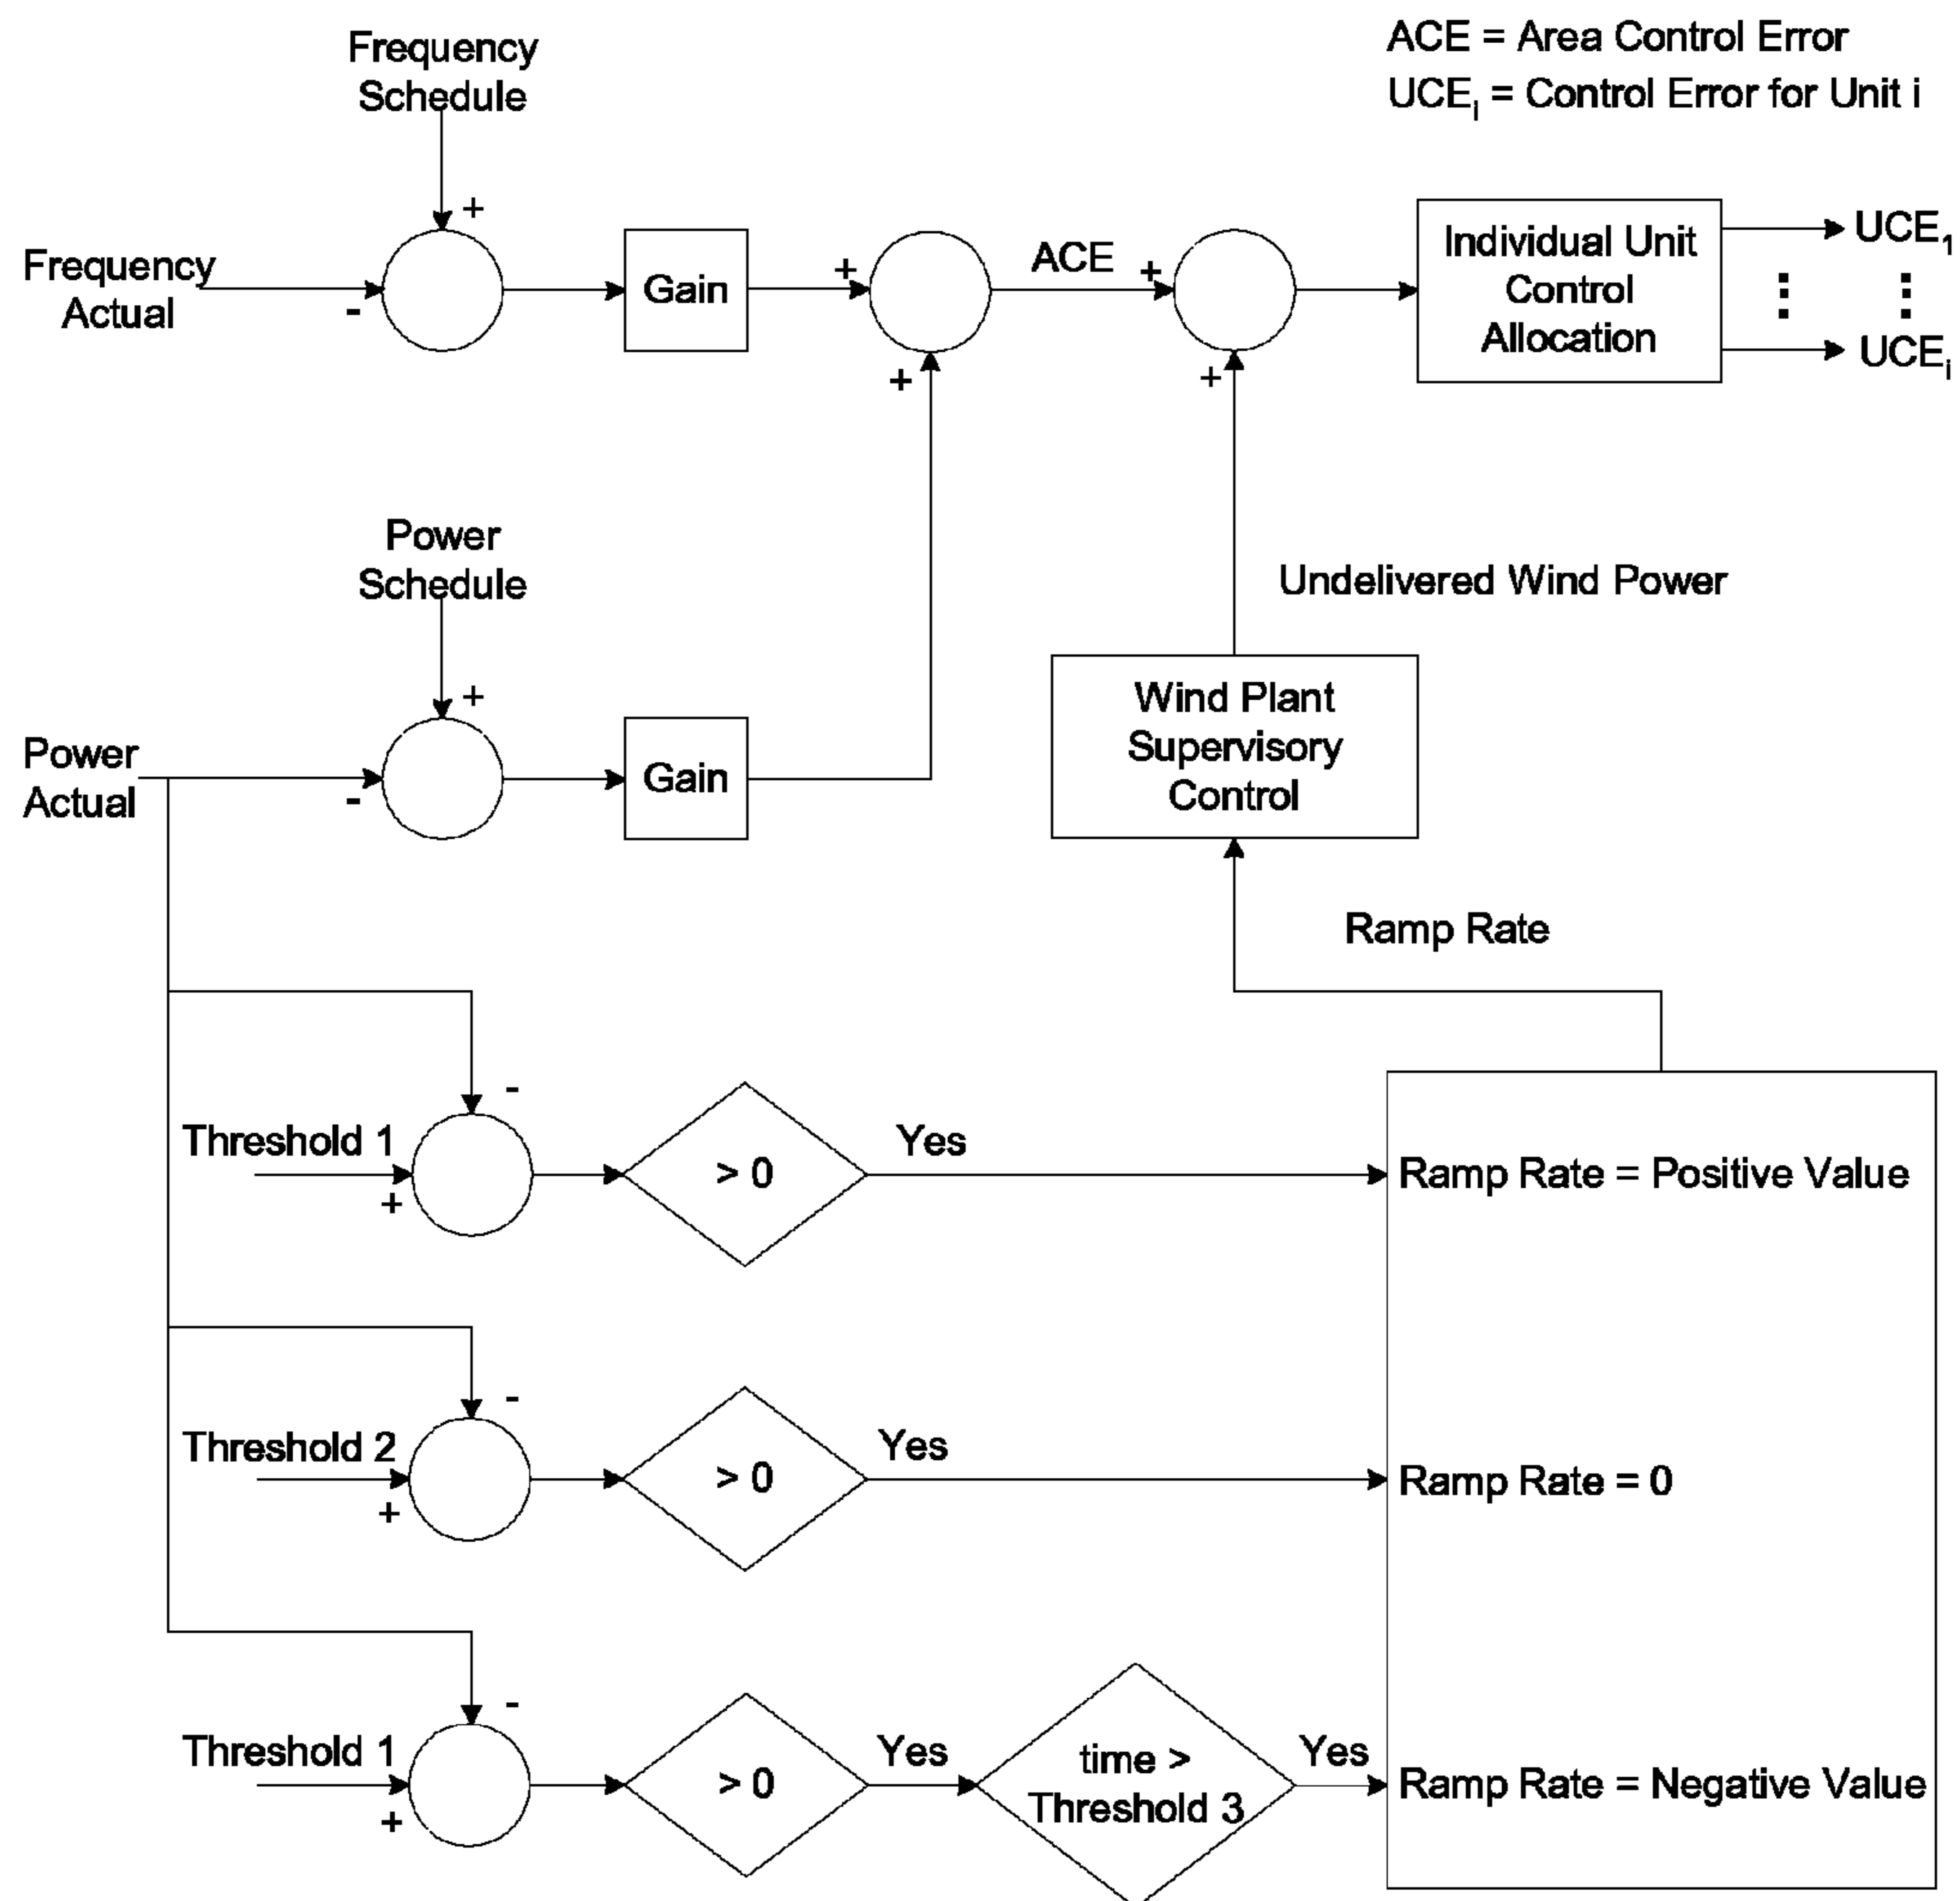 ACE = Area Control Error
UCEi = Control Error for Unit i
Frequency
Schedule
+
Frequency
Actual
-
Gain
+
+
ACE
+
+
Individual Unit
Control
Allocation
UCE1
UCEi
Power
Schedule
+
Power
Actual
-
Gain
Undelivered Wind Power
Wind Plant
Supervisory
Control
Ramp Rate
-
Threshold 1
+
> 0
Yes
Ramp Rate = Positive Value
-
Threshold 2
+
> 0
Yes
Ramp Rate = 0
-
Threshold 1
+
> 0
Yes
time >
Threshold 3
Yes
Ramp Rate = Negative Value